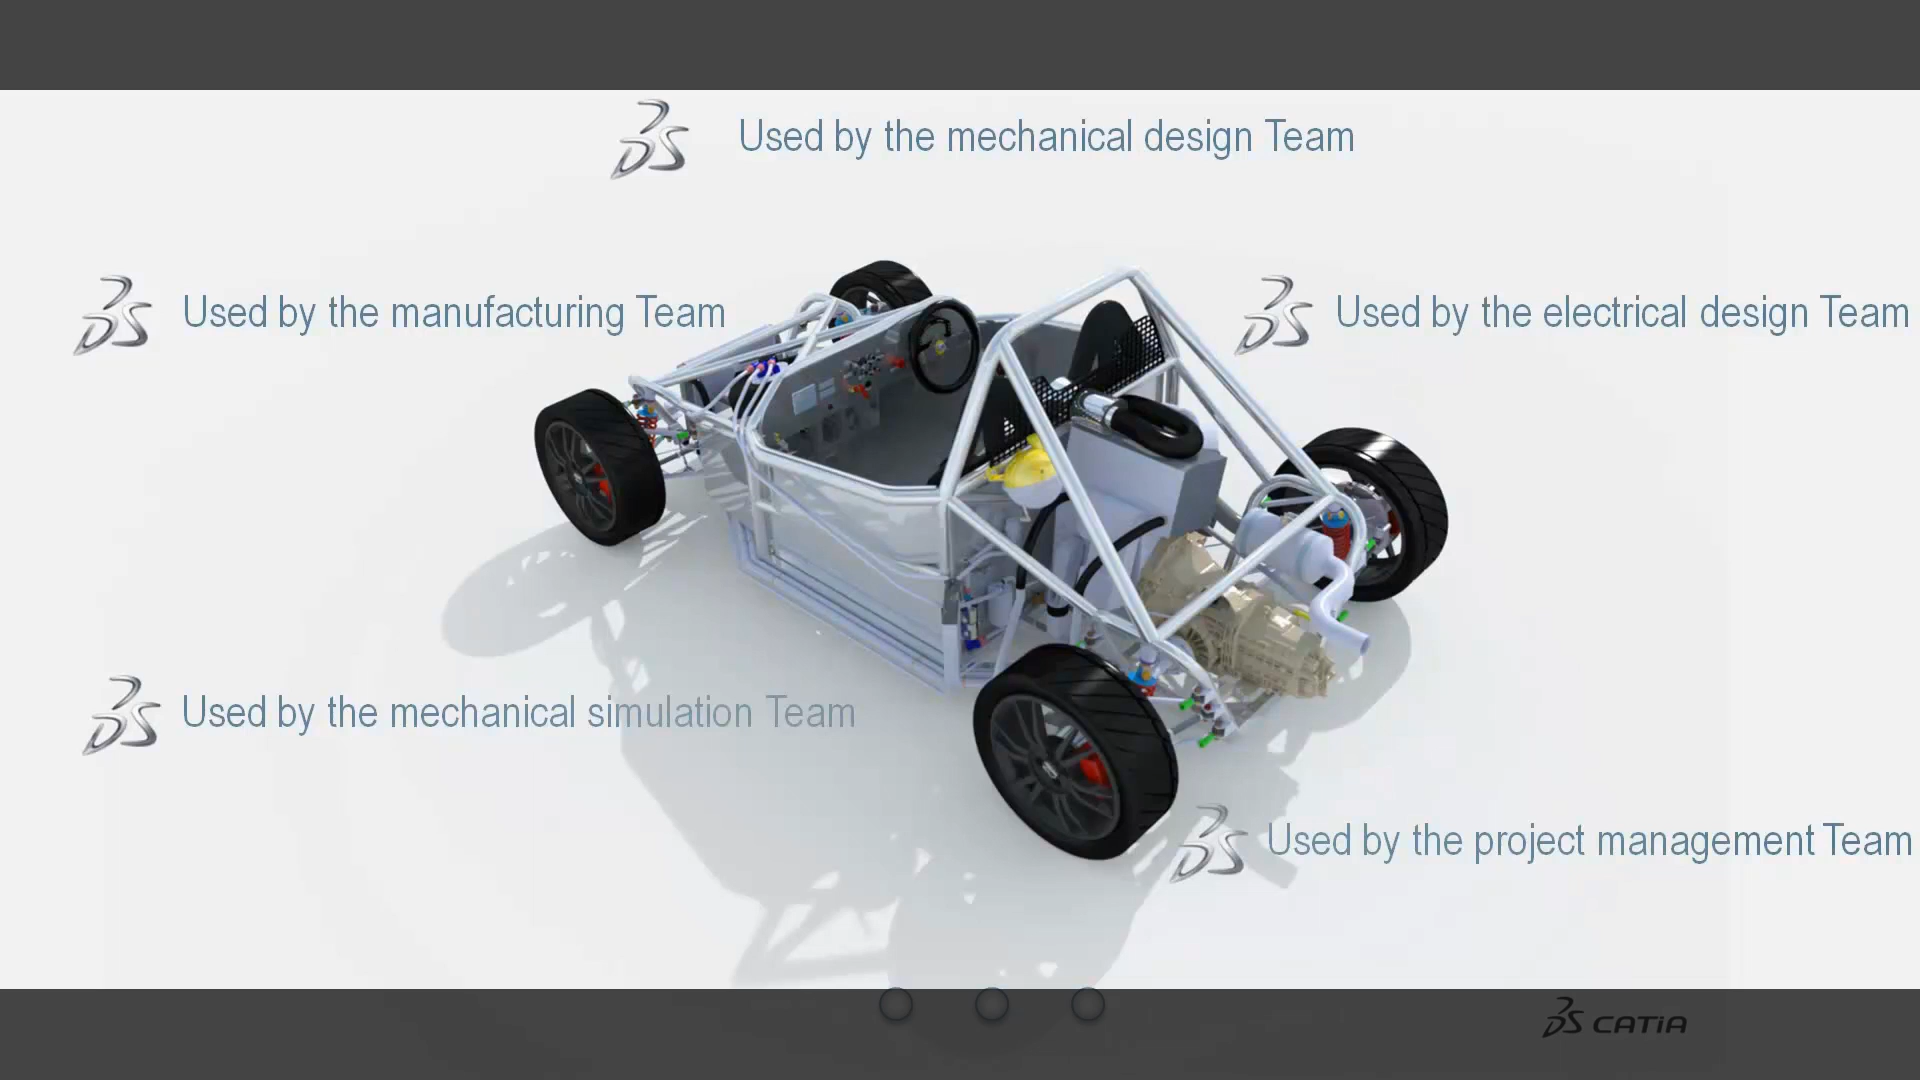 Used by the mechanical design Team
Used by the manufacturing Team
Used by the electrical design Team
Used by the mechanical simulation Team
Used by the project management Team
DS CATIA